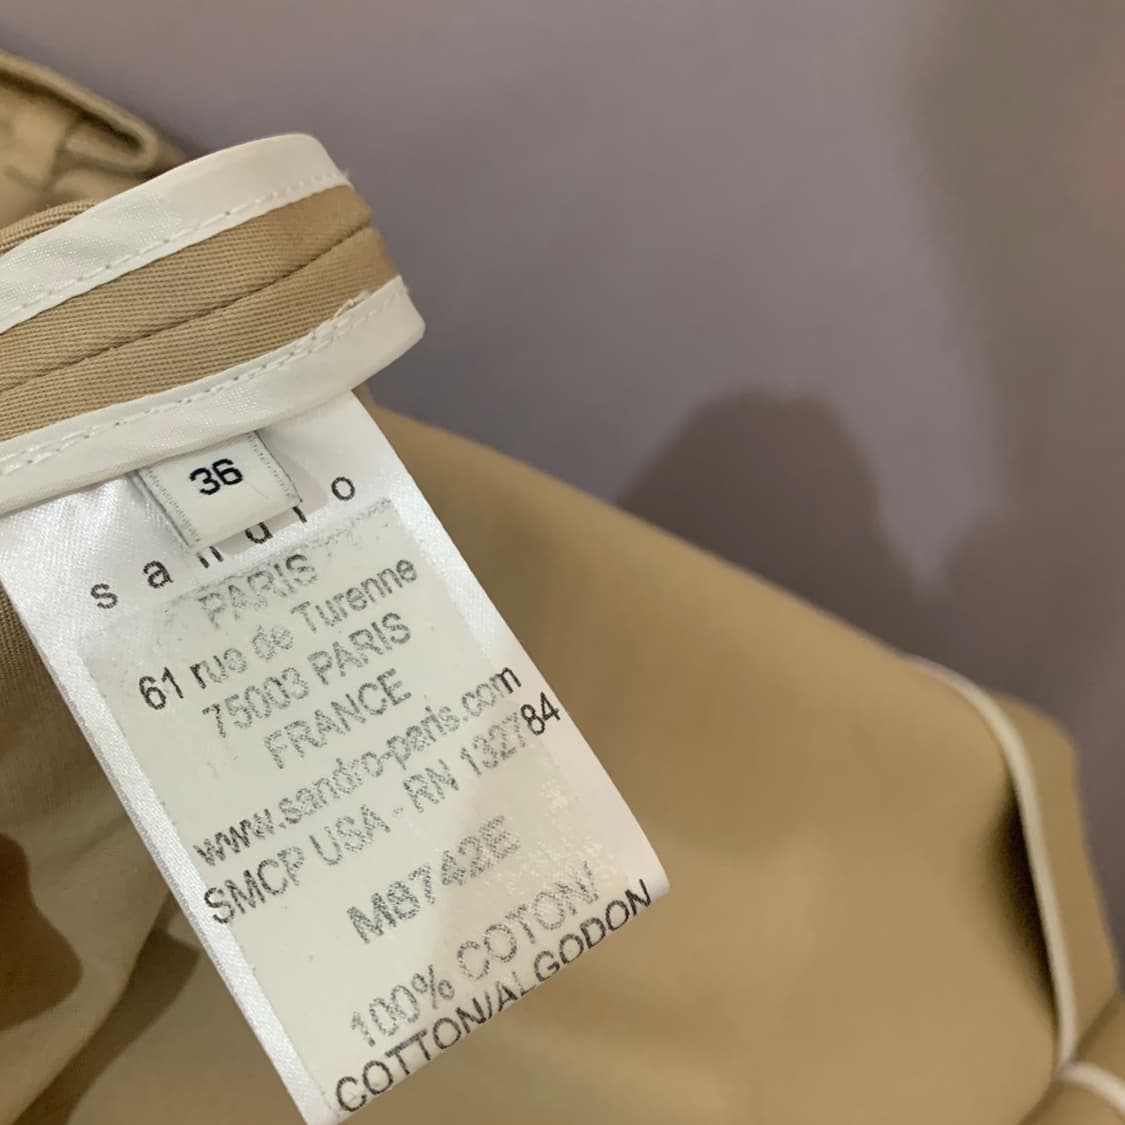 36
sandro
PARIS
61 rue de Turenne
75003 PARIS
FRANCE
www.sandro-paris.com
SMCP USA - RN 132784
M8742E
100% COTON/
COTTON/ALGODON